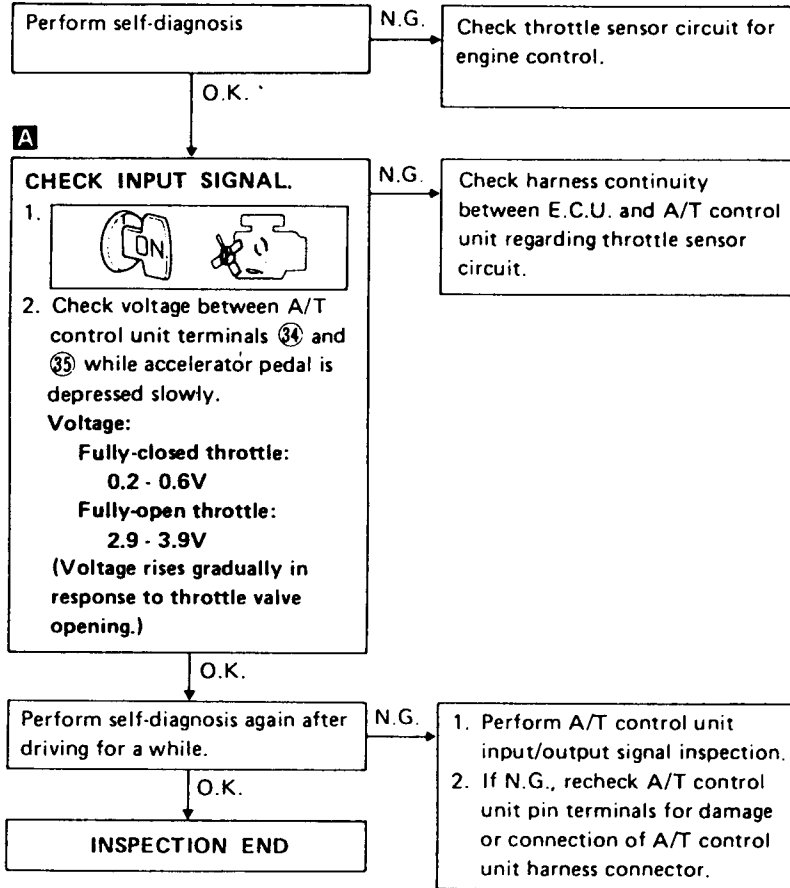 Perform self-diagnosis
N.G.
Check throttle sensor circuit for
engine control.
O.K.
A
CHECK INPUT SIGNAL.
1.
ON
2. Check voltage between A/T
control unit terminals ㉞ and
㉟ while accelerator pedal is
depressed slowly.
Voltage:
Fully-closed throttle:
0.2 - 0.6V
Fully-open throttle:
2.9 - 3.9V
(Voltage rises gradually in
response to throttle valve
opening.)
N.G.
Check harness continuity
between E.C.U. and A/T control
unit regarding throttle sensor
circuit.
O.K.
Perform self-diagnosis again after
driving for a while.
N.G.
1. Perform A/T control unit
input/output signal inspection.
2. If N.G., recheck A/T control
unit pin terminals for damage
or connection of A/T control
unit harness connector.
O.K.
INSPECTION END